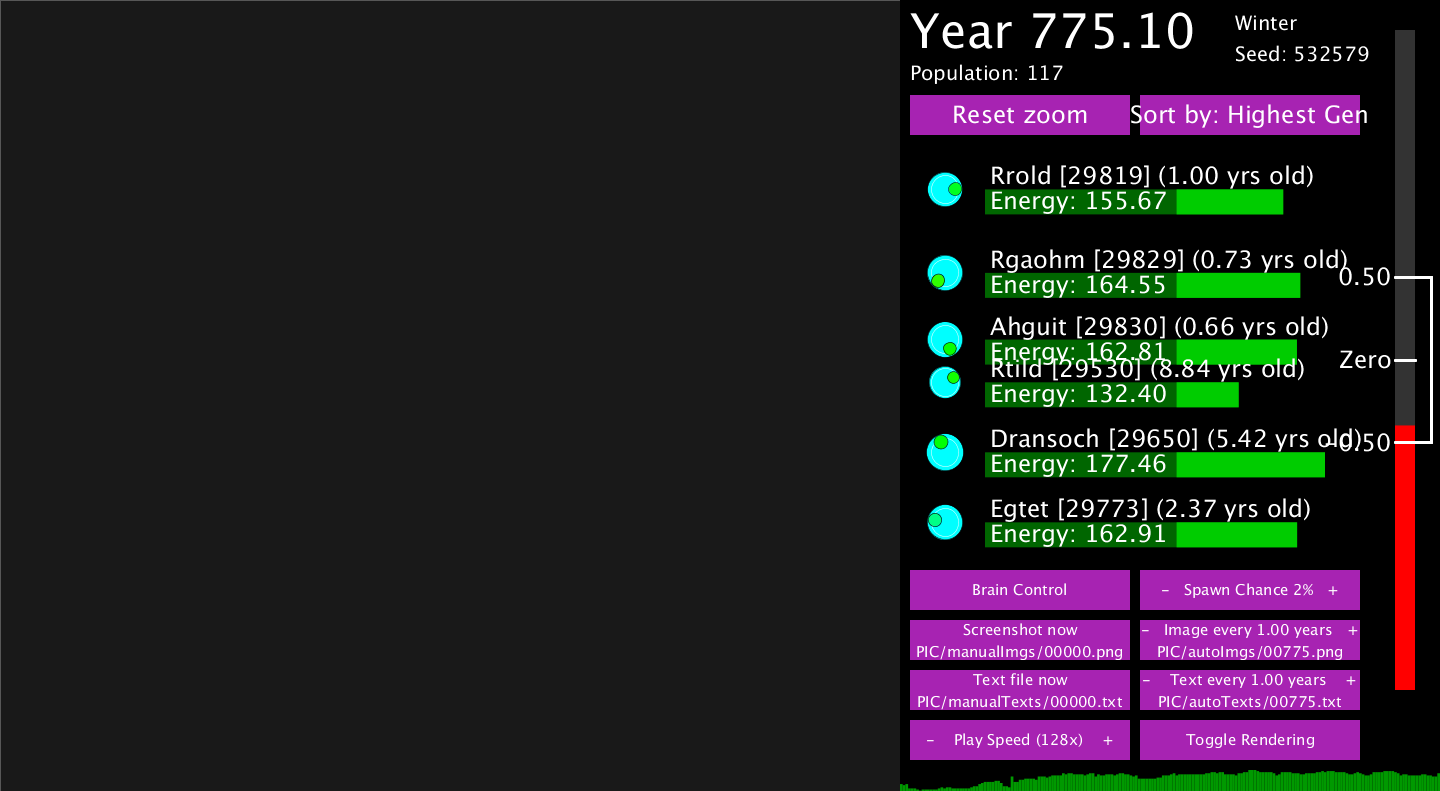 Year 775.10
Winter
Seed: 532579
Population: 117
Reset zoom
Sort by: Highest Gen
Rrold [29819] (1.00 yrs old)
Energy: 155.67
Rgaohm [29829] (0.73 yrs old)
Energy: 164.55
0.50
Ahguit [29830] (0.66 yrs old)
Energy: 162.81
Zero
Rtild [29530] (8.84 yrs old)
Energy: 132.40
Dransoch [29650] (5.42 yrs old)
-0.50
Energy: 177.46
Egtet [29773] (2.37 yrs old)
Energy: 162.91
Brain Control
- Spawn Chance 2% +
Screenshot now
PIC/manualImgs/00000.png
- Image every 1.00 years +
PIC/autoImgs/00775.png
Text file now
PIC/manualTexts/00000.txt
- Text every 1.00 years +
PIC/autoTexts/00775.txt
- Play Speed (128x) +
Toggle Rendering